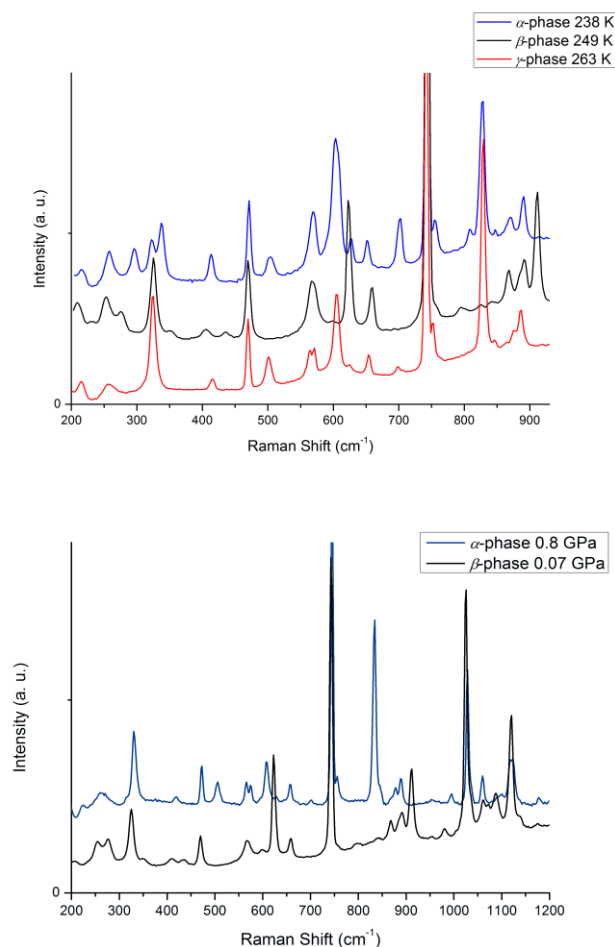 α-phase 238 K
β-phase 249 K
γ-phase 263 K
Intensity (a. u.)
0
200 300 400 500 600 700 800 900
Raman Shift (cm-1)
α-phase 0.8 GPa
β-phase 0.07 GPa
Intensity (a. u.)
0
200 300 400 500 600 700 800 900 1000 1100 1200
Raman Shift (cm-1)